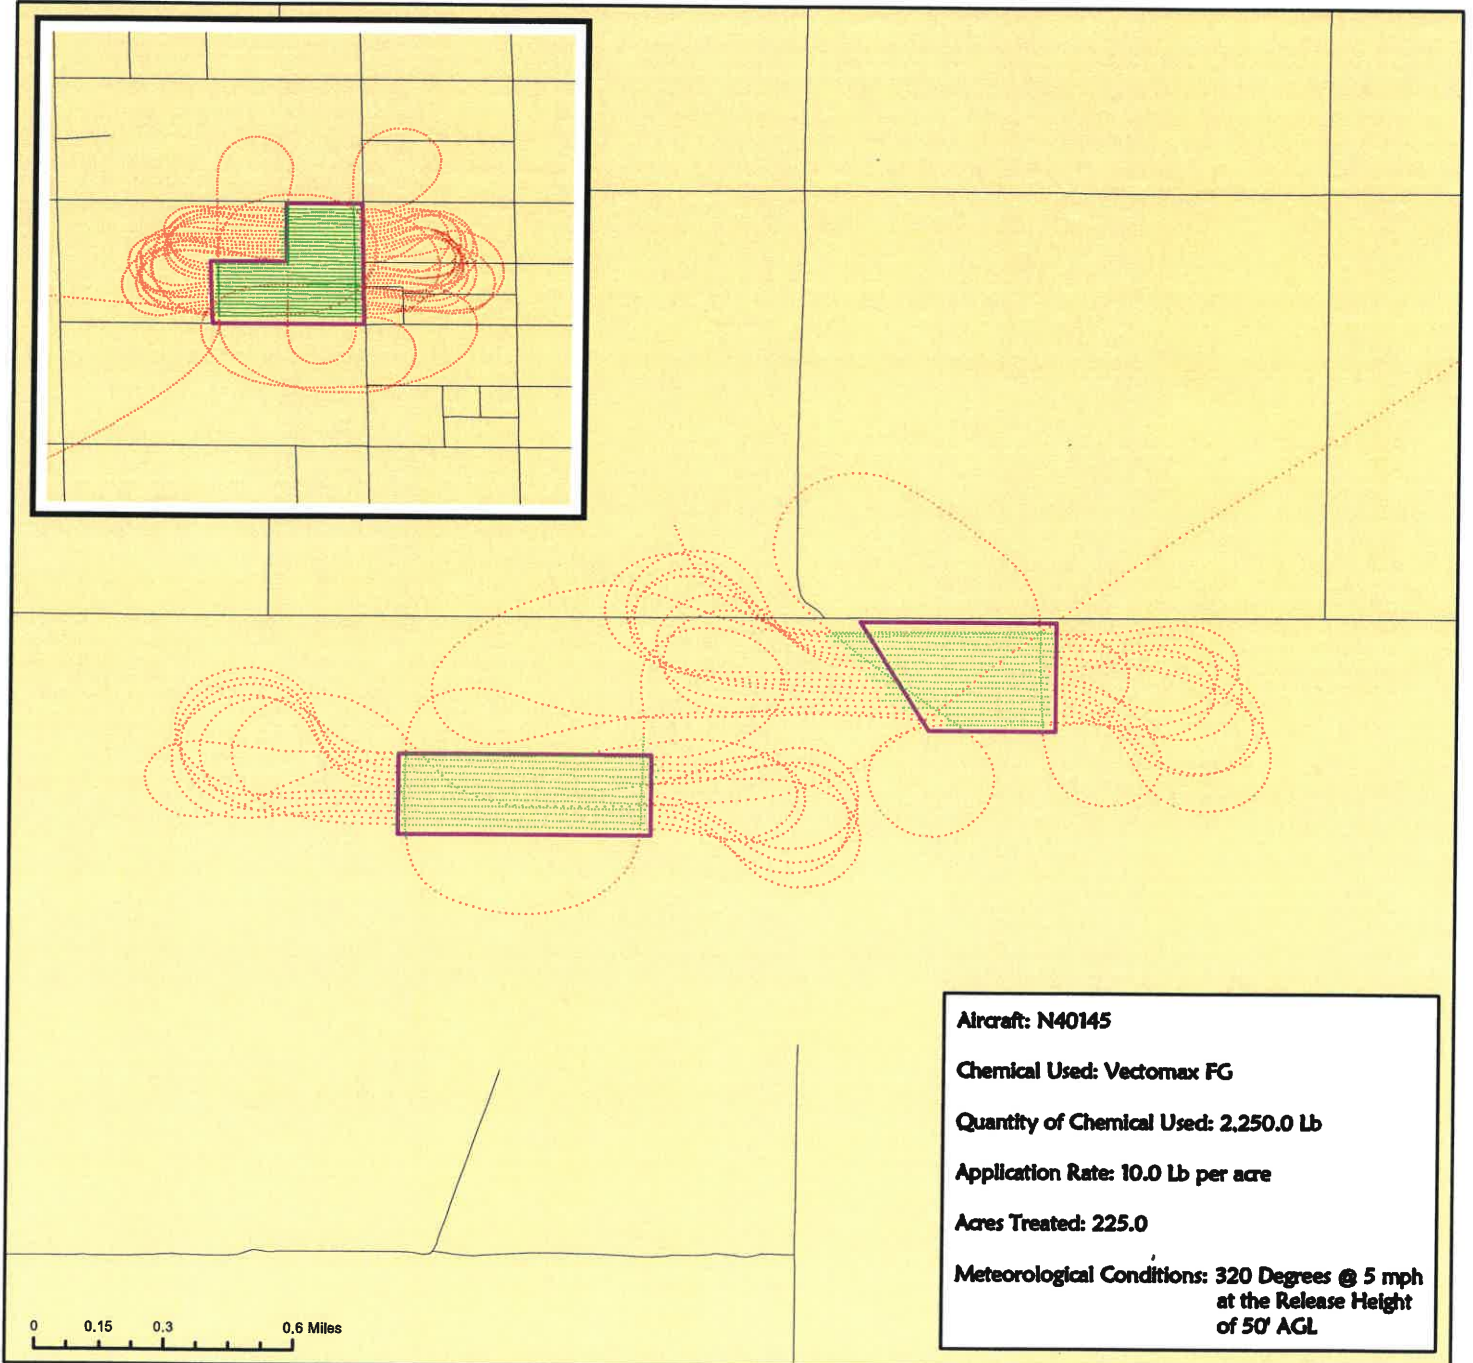 Aircraft: N40145
Chemical Used: Vectomax FG
Quantity of Chemical Used: 2,250.0 Lb
Application Rate: 10.0 Lb per acre
Acres Treated: 225.0
Meteorological Conditions: 320 Degrees @ 5 mph
at the Release Height
of 50' AGL
0 0.15 0.3 0.6 Miles